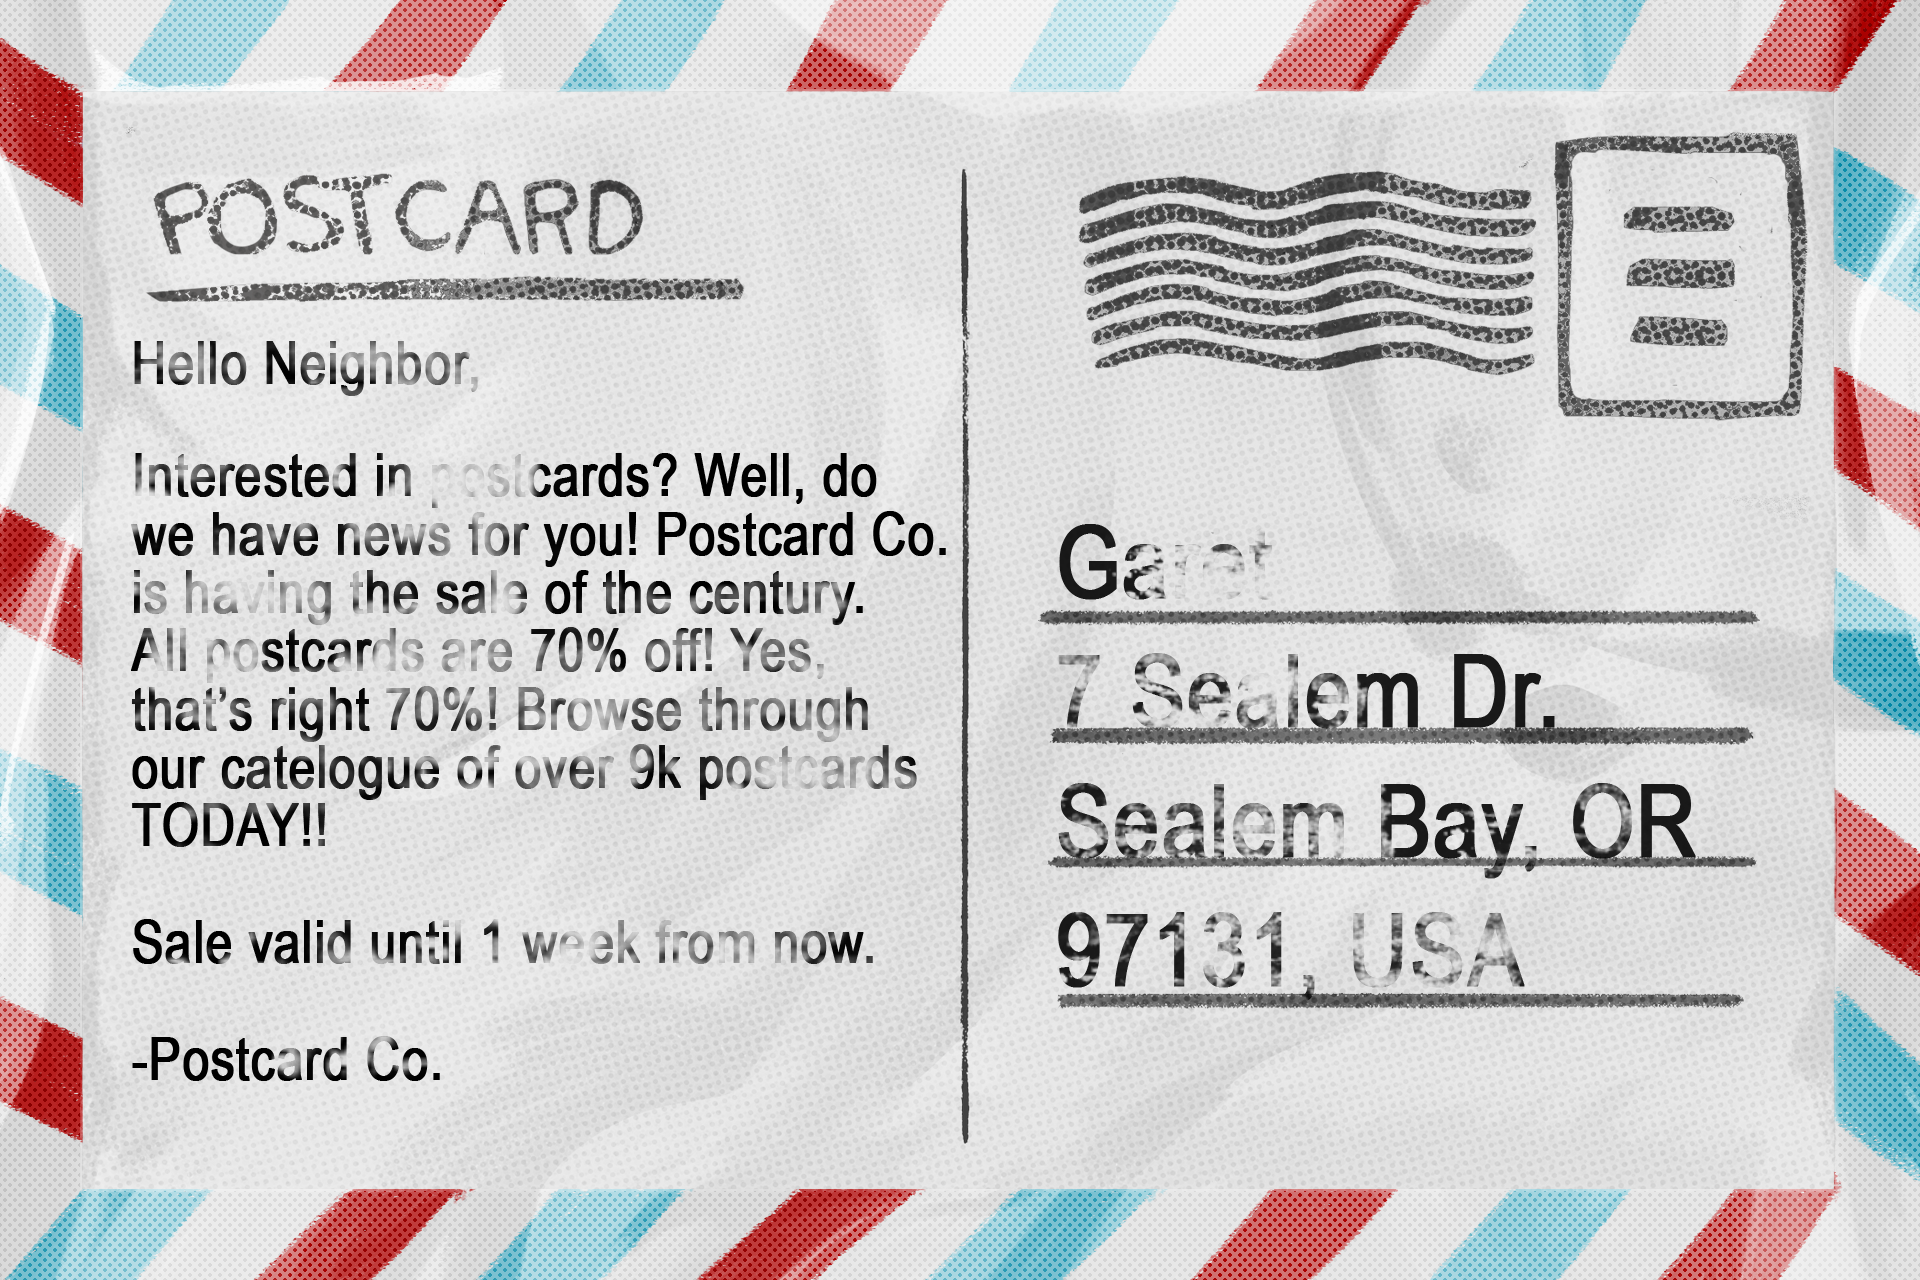 POSTCARD
Hello Neighbor,
Interested in postcards? Well, do
we have news for you! Postcard Co.
is having the sale of the century.
All postcards are 70% off! Yes,
that’s right 70%! Browse through
our catelogue of over 9k postcards
TODAY!!
Sale valid until 1 week from now.
-Postcard Co.
Garet
7 Sealem Dr.
Sealem Bay, OR
97131, USA